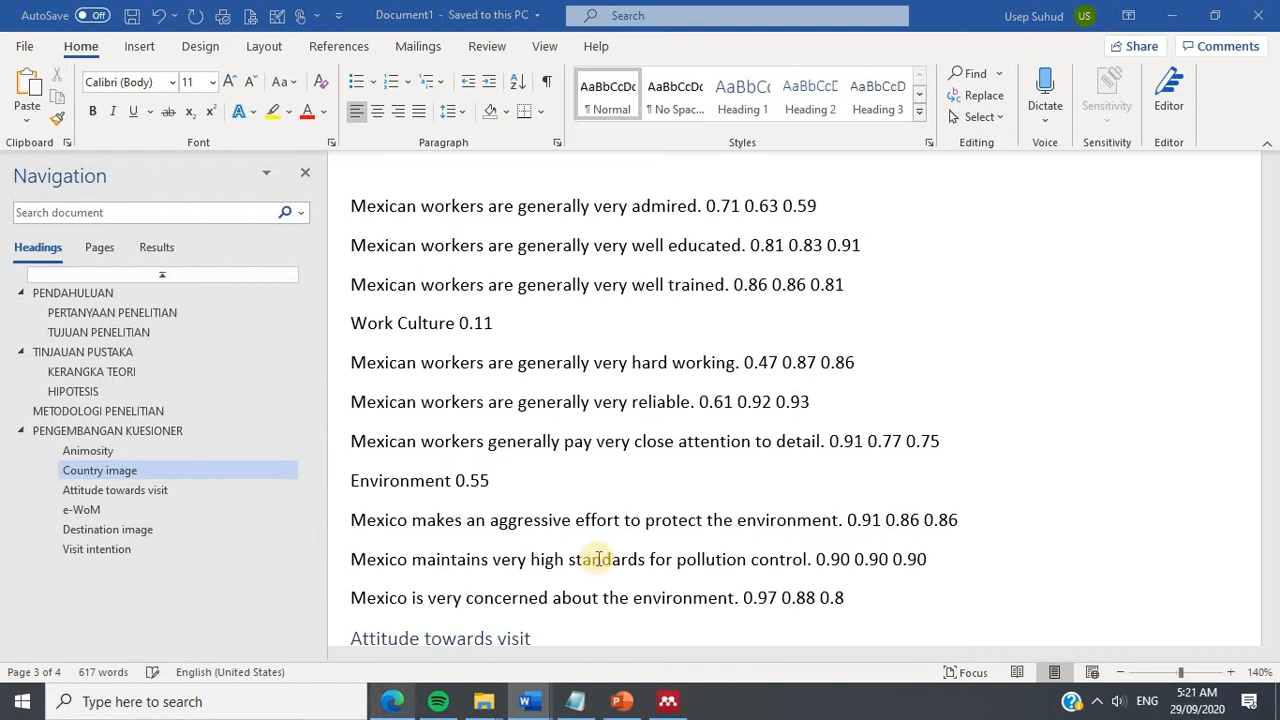 AutoSave Off Document1 - Saved to this PC Search Usep Suhud US
File Home Insert Design Layout References Mailings Review View Help Share Comments
Paste Calibri (Body) 11 A A Aa A AaBbCcDc AaBbCcDc AaBbCc AaBbCcD AaBbCcD Find Dictate Sensitivity Editor
B I U ab x2 x2 A A ¶ Normal ¶ No Spac... Heading 1 Heading 2 Heading 3 Replace
Select
Clipboard Font Paragraph Styles Editing Voice Sensitivity Editor
Navigation
Search document
Headings Pages Results
PENDAHULUAN
PERTANYAAN PENELITIAN
TUJUAN PENELITIAN
TINJAUAN PUSTAKA
KERANGKA TEORI
HIPOTESIS
METODOLOGI PENELITIAN
PENGEMBANGAN KUESIONER
Animosity
Country image
Attitude towards visit
e-WoM
Destination image
Visit intention
Mexican workers are generally very admired. 0.71 0.63 0.59
Mexican workers are generally very well educated. 0.81 0.83 0.91
Mexican workers are generally very well trained. 0.86 0.86 0.81
Work Culture 0.11
Mexican workers are generally very hard working. 0.47 0.87 0.86
Mexican workers are generally very reliable. 0.61 0.92 0.93
Mexican workers generally pay very close attention to detail. 0.91 0.77 0.75
Environment 0.55
Mexico makes an aggressive effort to protect the environment. 0.91 0.86 0.86
Mexico maintains very high standards for pollution control. 0.90 0.90 0.90
Mexico is very concerned about the environment. 0.97 0.88 0.8
Attitude towards visit
Page 3 of 4 617 words English (United States) Focus 140%
Type here to search ENG 5:21 AM
29/09/2020